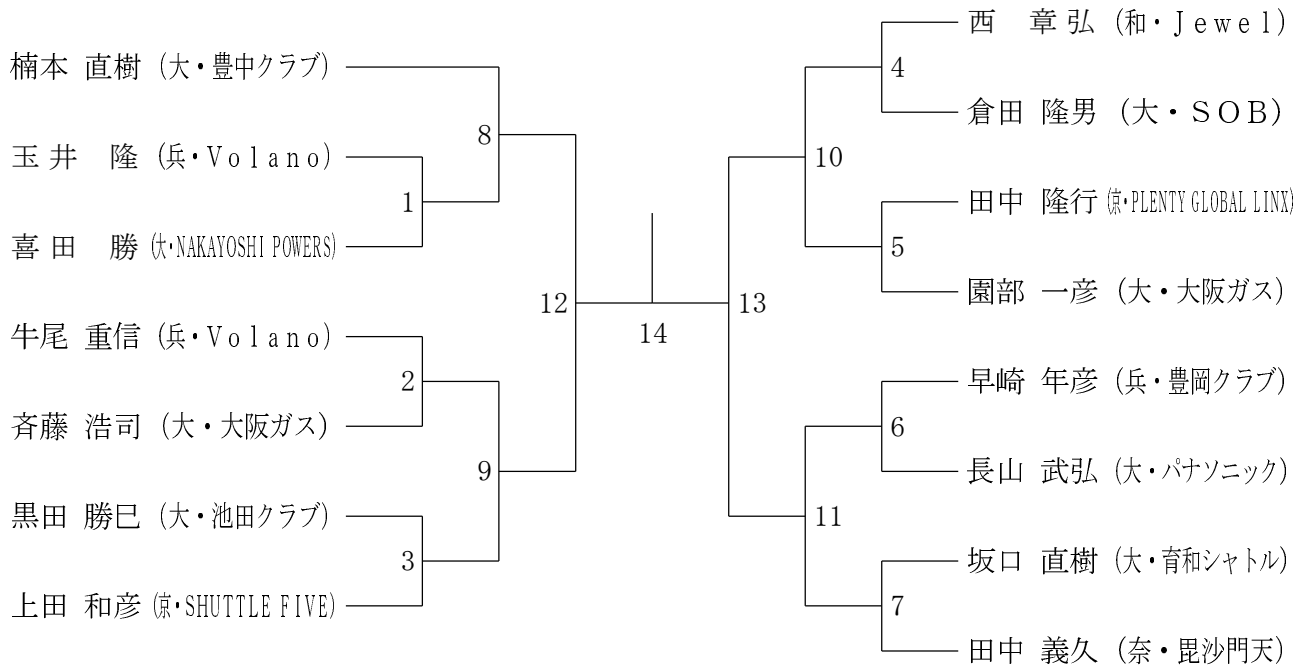 楠本 直樹 (大・豊中クラブ)
玉井 隆 (兵・Volano)
喜田 勝 (大・NAKAYOSHI POWERS)
牛尾 重信 (兵・Volano)
斉藤 浩司 (大・大阪ガス)
黒田 勝巳 (大・池田クラブ)
上田 和彦 (京・SHUTTLE FIVE)
8
1
2
9
3
12
14
13
4
10
5
6
11
7
西 章弘 (和・Jewel)
倉田 隆男 (大・SOB)
田中 隆行 (京・PLENTY GLOBAL LINX)
園部 一彦 (大・大阪ガス)
早崎 年彦 (兵・豊岡クラブ)
長山 武弘 (大・パナソニック)
坂口 直樹 (大・育和シャトル)
田中 義久 (奈・毘沙門天)